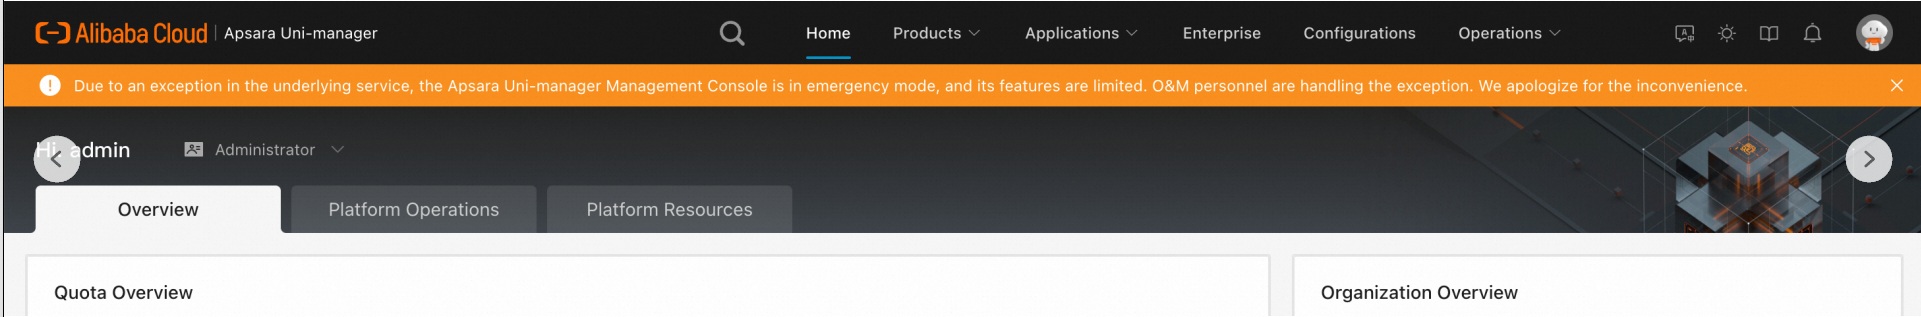 Alibaba Cloud | Apsara Uni-manager Home Products Applications Enterprise Configurations Operations
Due to an exception in the underlying service, the Apsara Uni-manager Management Console is in emergency mode, and its features are limited. O&M personnel are handling the exception. We apologize for the inconvenience.
Hi, admin Administrator
Overview Platform Operations Platform Resources
Quota Overview Organization Overview